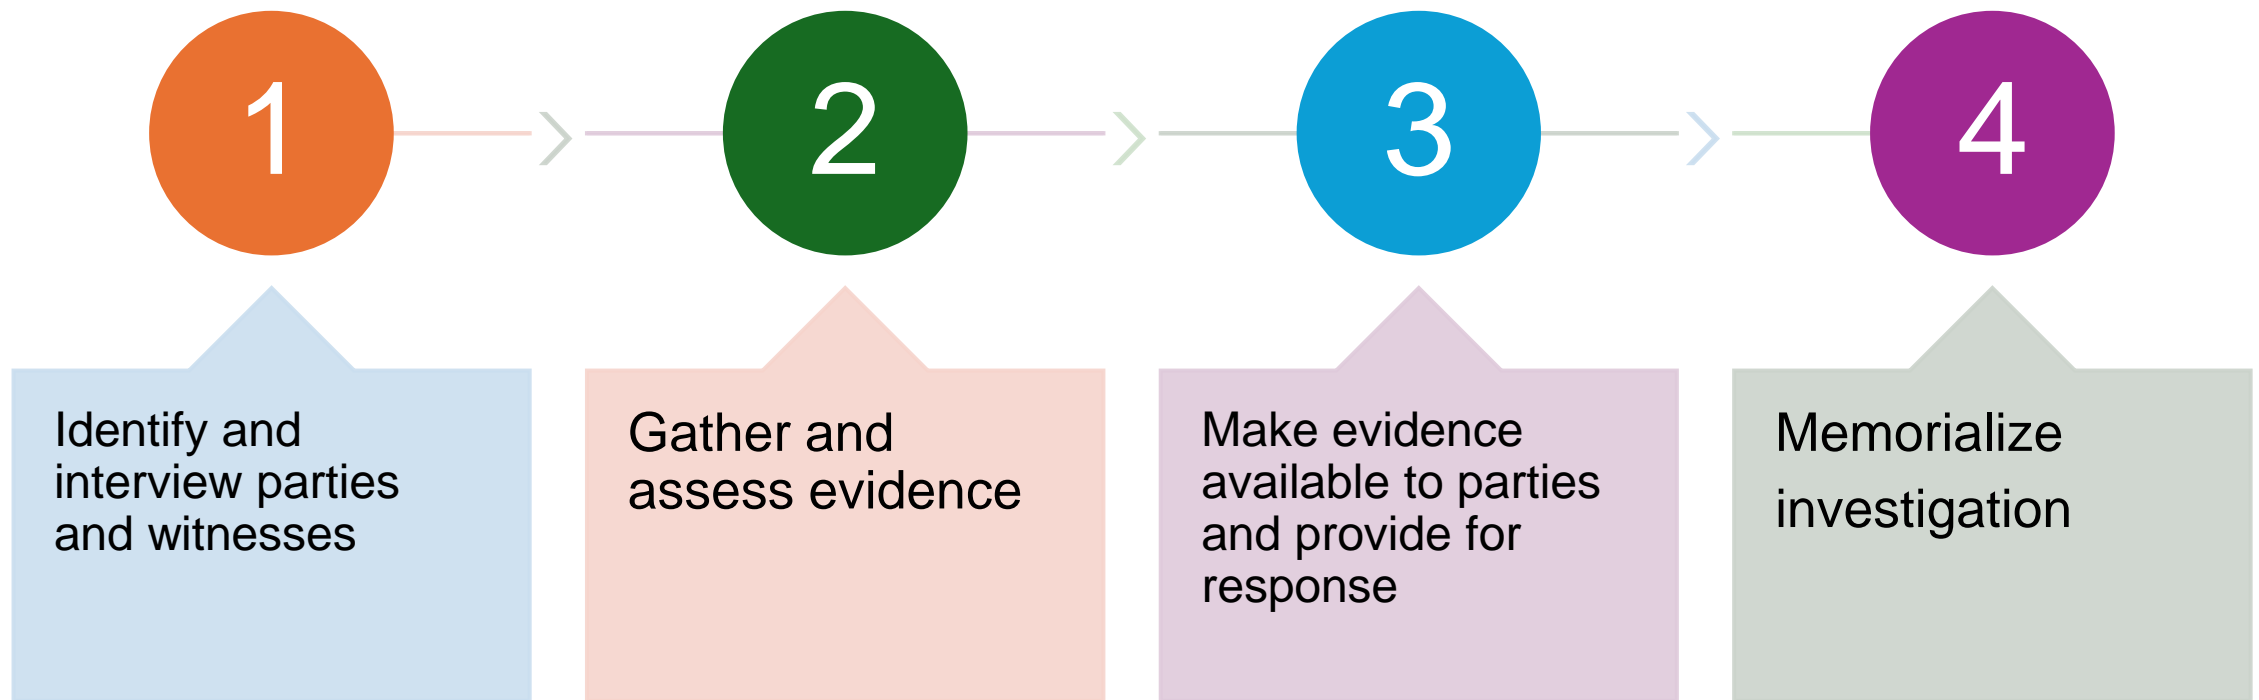 1
2
3
4
Identify and
interview parties
and witnesses
Gather and
assess evidence
Make evidence
available to parties
and provide for
response
Memorialize
investigation